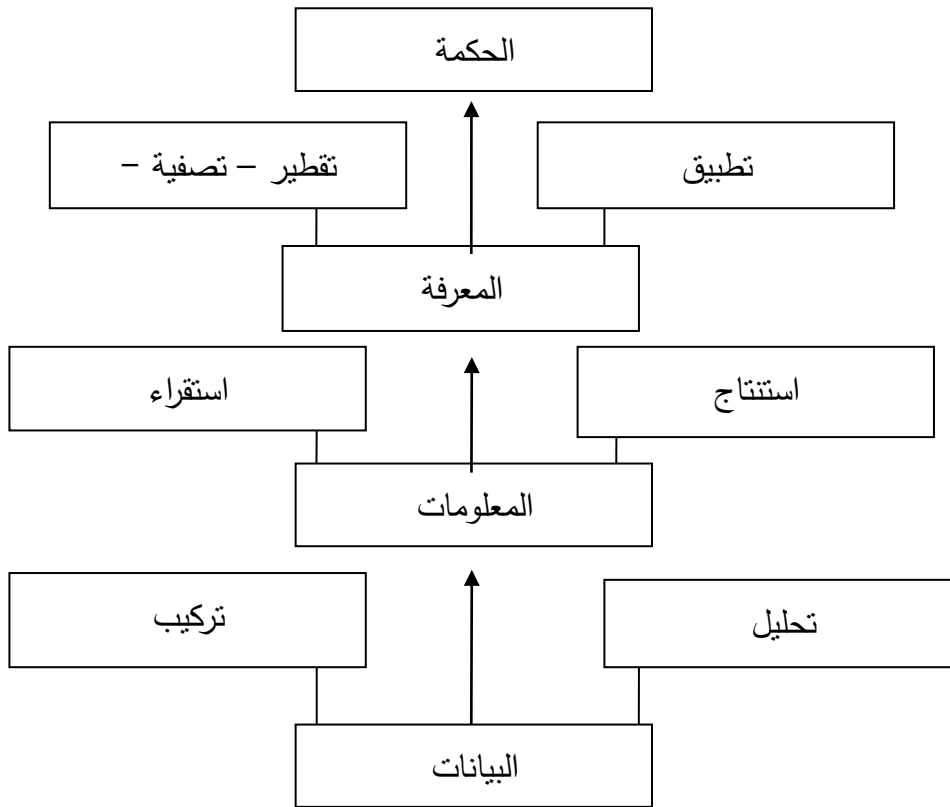 الحكمة
تطبيق
تقطير – تصفية –
المعرفة
استنتاج
استقراء
المعلومات
تحليل
تركيب
البيانات